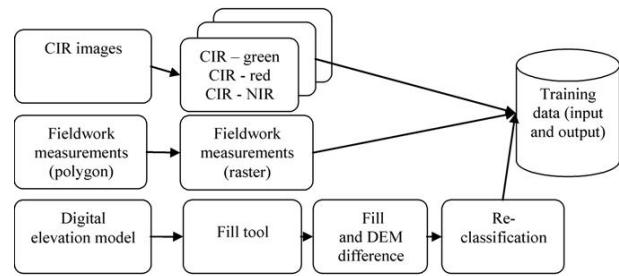 CIR images
CIR – green
CIR - red
CIR - NIR
Training
data (input
and output)
Fieldwork
measurements
(polygon)
Fieldwork
measurements
(raster)
Digital
elevation model
Fill tool
Fill
and DEM
difference
Re-
classification